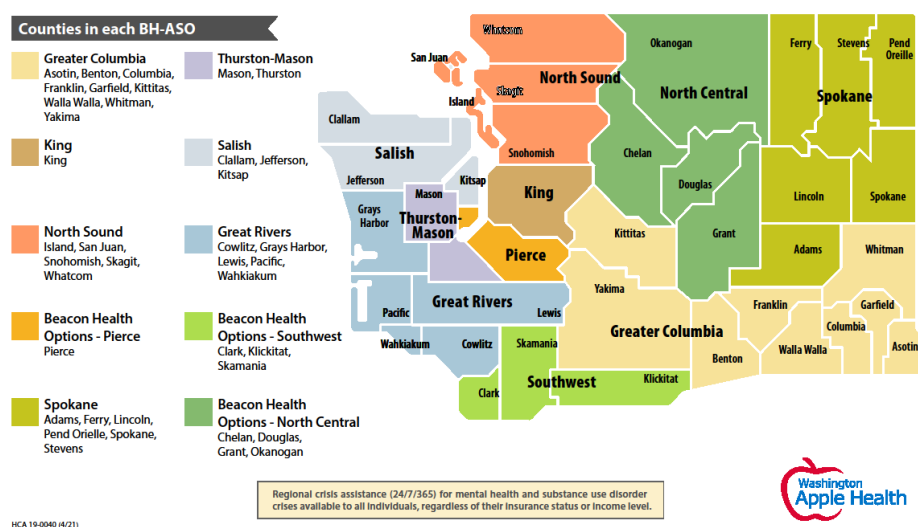 Counties in each BH-ASO
Greater Columbia
Asotin, Benton, Columbia,
Franklin, Garfield, Kittitas,
Walla Walla, Whitman,
Yakima
Thurston-Mason
Mason, Thurston
King
King
Salish
Clallam, Jefferson,
Kitsap
North Sound
Island, San Juan,
Snohomish, Skagit,
Whatcom
Great Rivers
Cowlitz, Grays Harbor,
Lewis, Pacific,
Wahkiakum
Beacon Health
Options - Pierce
Pierce
Beacon Health
Options - Southwest
Clark, Klickitat,
Skamania
Spokane
Adams, Ferry, Lincoln,
Pend Orielle, Spokane,
Stevens
Beacon Health
Options - North Central
Chelan, Douglas,
Grant, Okanogan
Whatcom
San Juan
Skagit
North Sound
Island
Snohomish
Okanogan
North Central
Ferry
Stevens
Pend
Oreille
Spokane
Clallam
Salish
Jefferson
Kitsap
Mason
Thurston-
Mason
Grays
Harbor
King
Pierce
Chelan
Douglas
Grant
Lincoln
Spokane
Adams
Whitman
Kittitas
Yakima
Greater Columbia
Franklin
Garfield
Columbia
Asotin
Walla Walla
Benton
Great Rivers
Pacific
Lewis
Wahkiakum
Cowlitz
Skamania
Clark
Southwest
Klickitat
Regional crisis assistance (24/7/365) for mental health and substance use disorder
crises available to all individuals, regardless of their insurance status or income level.
Washington
Apple Health
HCA 19-0040 (4/21)